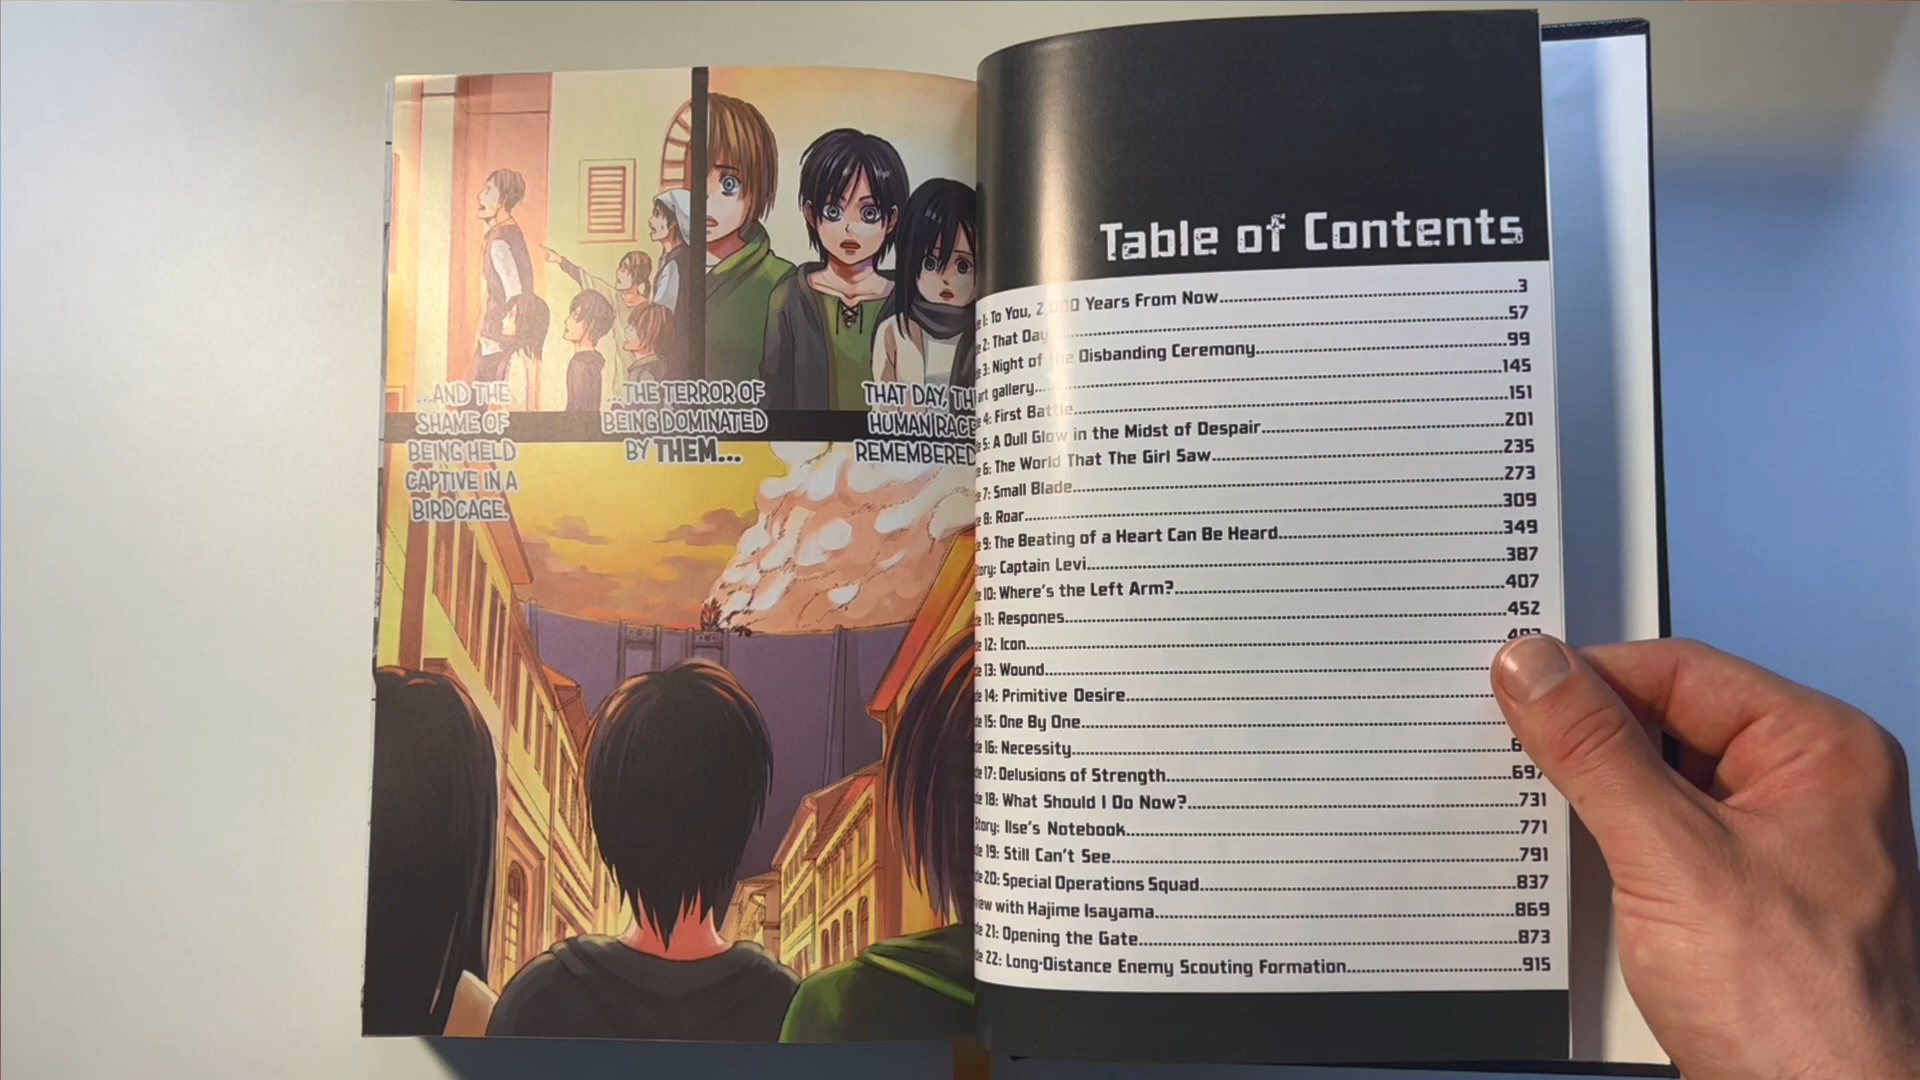 THAT DAY, TH
HUMAN RACE
REMEMBERED
...THE TERROR OF
BEING DOMINATED
BY THEM...
...AND THE
SHAME OF
BEING HELD
CAPTIVE IN A
BIRDCAGE.
Table of Contents
1: To You, Years From Now 3
2: That Day 57
3: Night of the Disbanding Ceremony 99
art gallery 145
4: First Battle 151
5: A Dull Glow in the Midst of Despair 201
6: The World That The Girl Saw 235
7: Small Blade 273
8: Roar 309
9: The Beating of a Heart Can Be Heard 349
Captain Levi 387
10: Where's the Left Arm? 407
11: Respones 452
12: Icon
13: Wound
14: Primitive Desire
15: One By One
16: Necessity
17: Delusions of Strength 697
18: What Should I Do Now? 731
Story: Ilse's Notebook 771
19: Still Can't See 791
20: Special Operations Squad 837
with Hajime Isayama 869
21: Opening the Gate 873
22: Long-Distance Enemy Scouting Formation 915